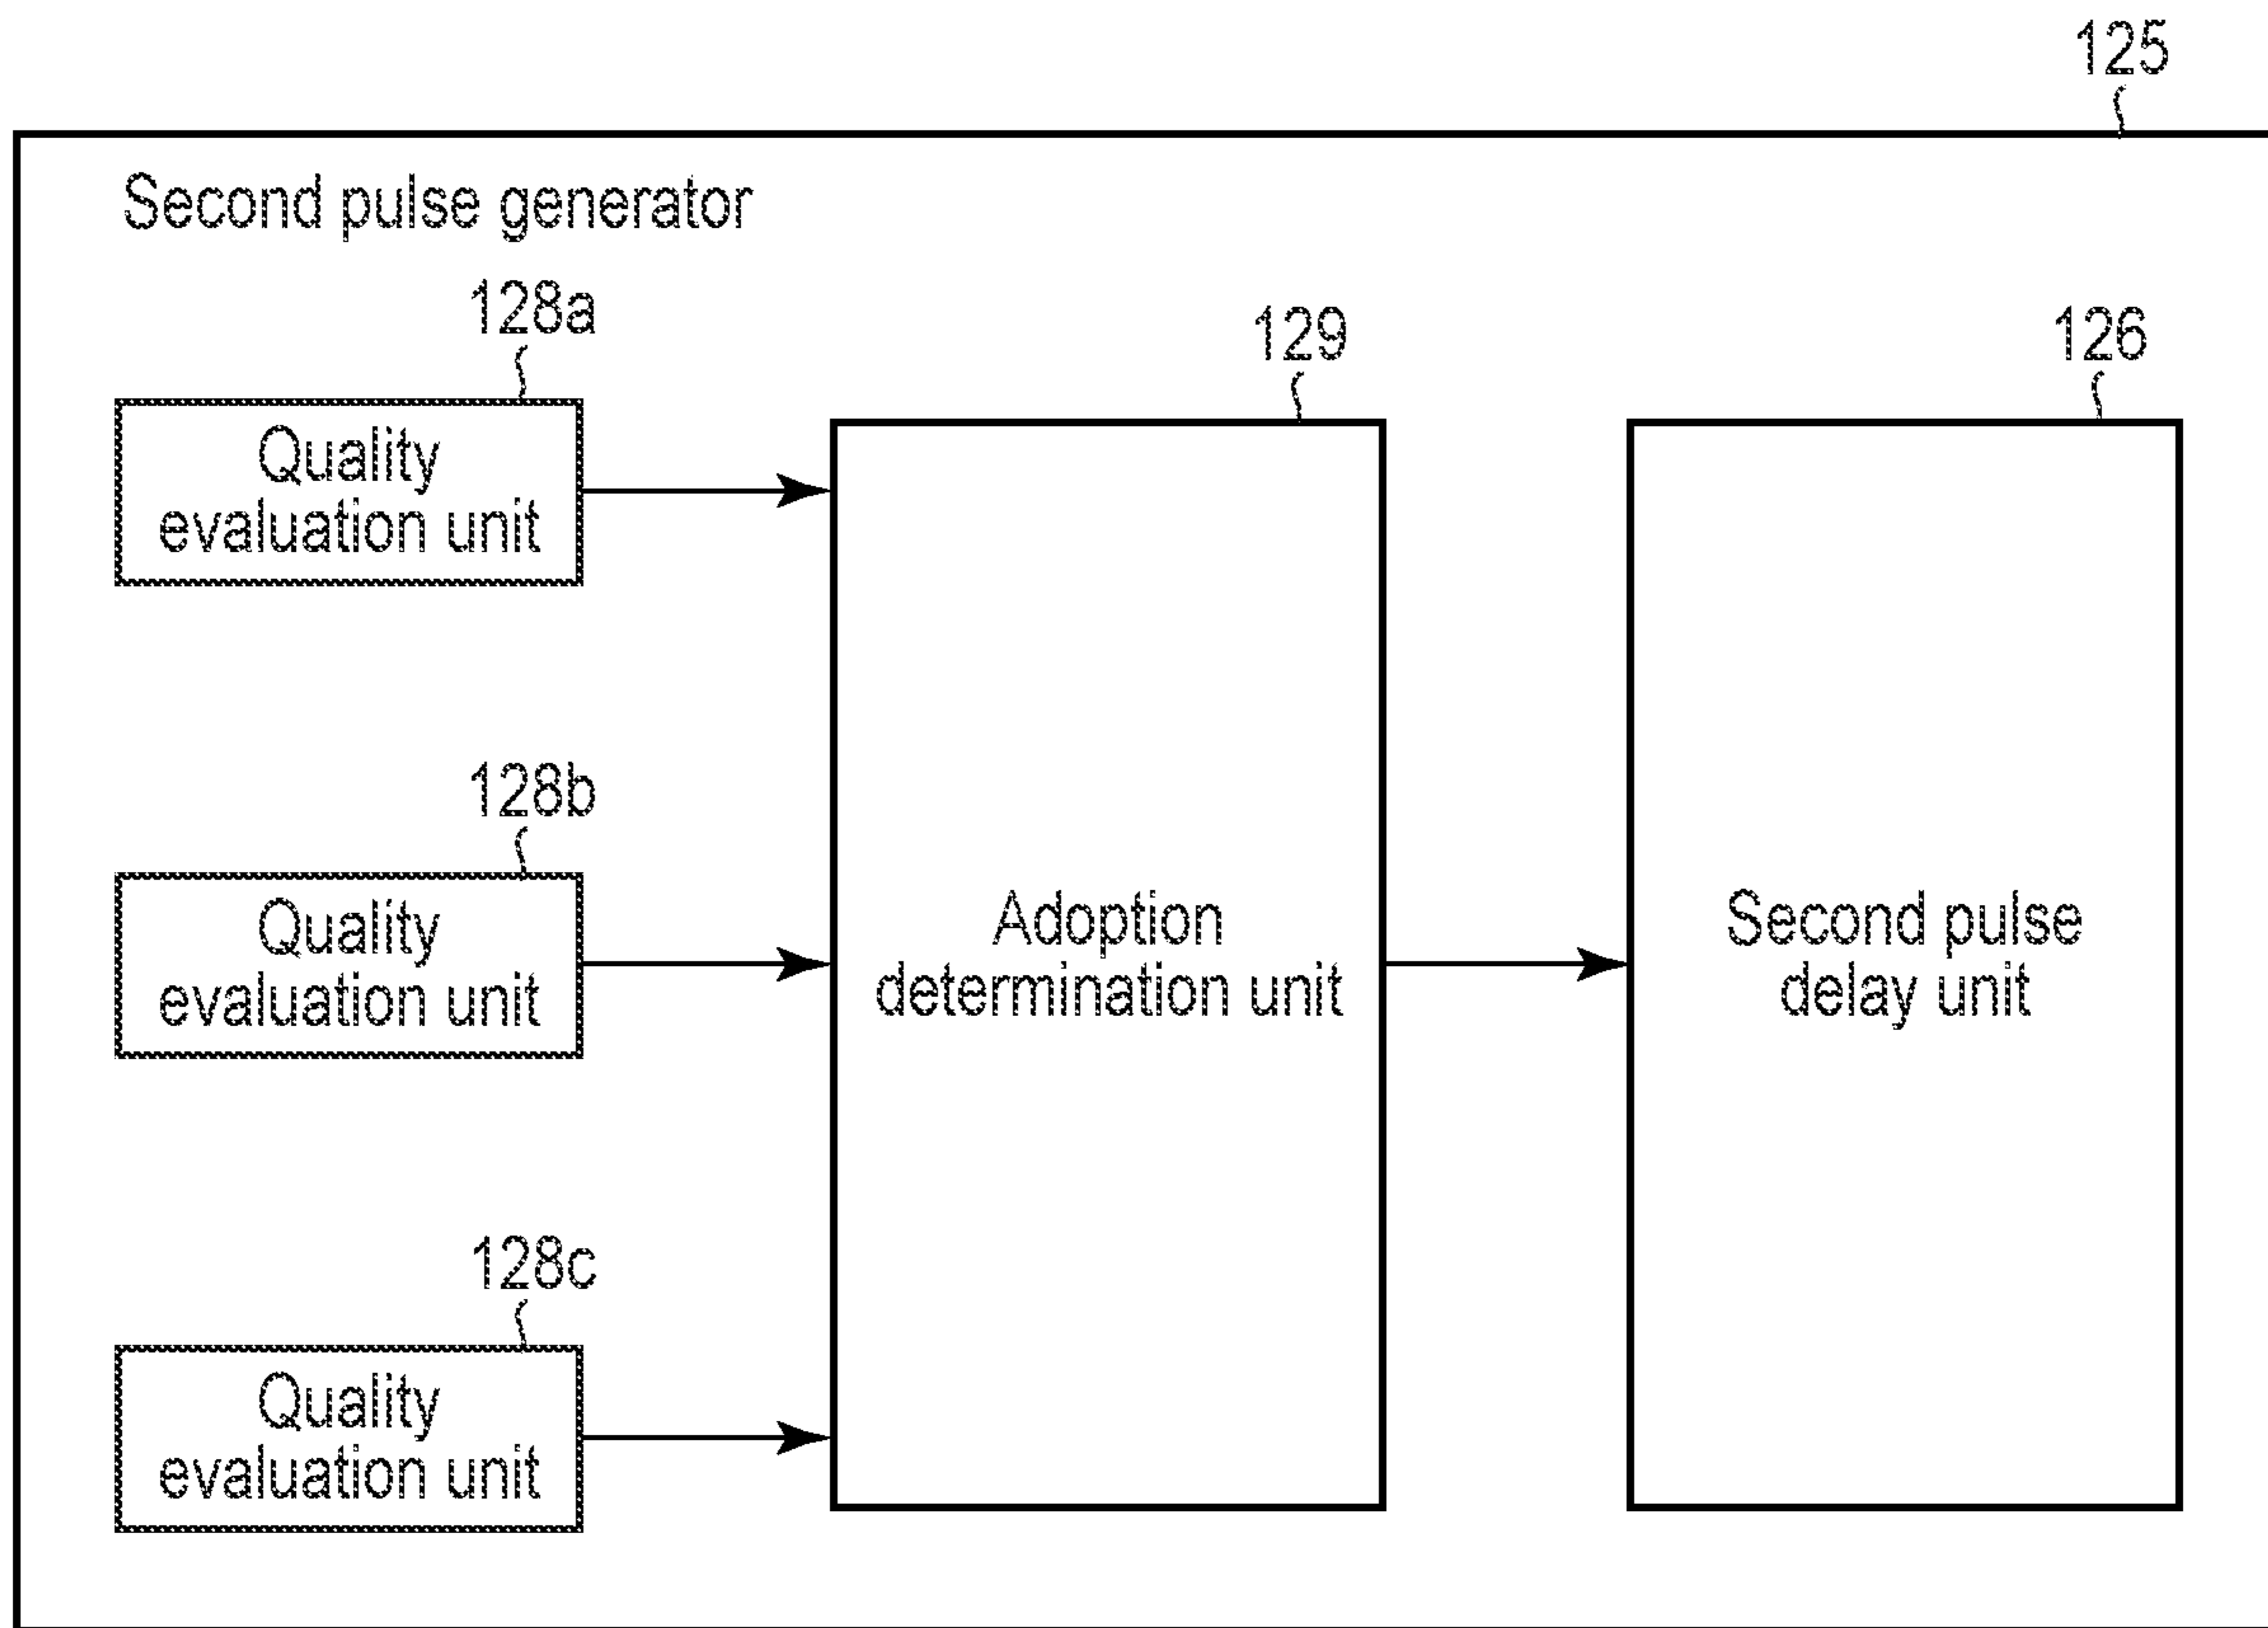 125
Second pulse generator
128a
129
126
Quality
evaluation unit
128b
Quality
evaluation unit
Adoption
determination unit
Second pulse
delay unit
128c
Quality
evaluation unit